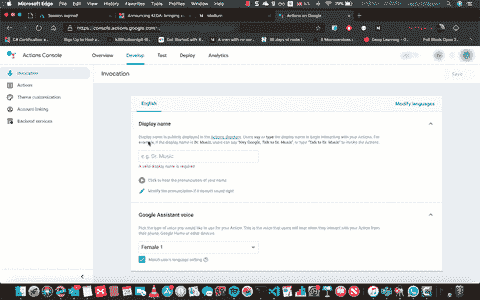 Microsoft Edge File Edit View History Favorites Tools Profiles Window Help
Session expired!
Announcing
stadium
Actions on Google
https://console.actions.google.com
Actions Console Overview Develop Test Deploy Analytics
Invocation
Save
Invocation
Actions
Theme customization
Account linking
Backend services
English
Modify languages
Display name
Display name is publicly displayed in the Actions directory. Users say or type the display name to begin interacting with your Actions. For
example, if the display name is Dr. Music, users can say "Hey Google, Talk to Dr. Music", or type "Talk to Dr. Music" to invoke the Actions.
e.g. Dr. Music
display name is required
Click to hear the pronunciation of your name
Modify the pronunciation if it doesn't sound right
Google Assistant voice
Pick the type of voice you would like to use for your Action. This is the voice that users will hear when they interact with your Action from
their phone, Google Home or other devices.
Female 1
Match user's language setting